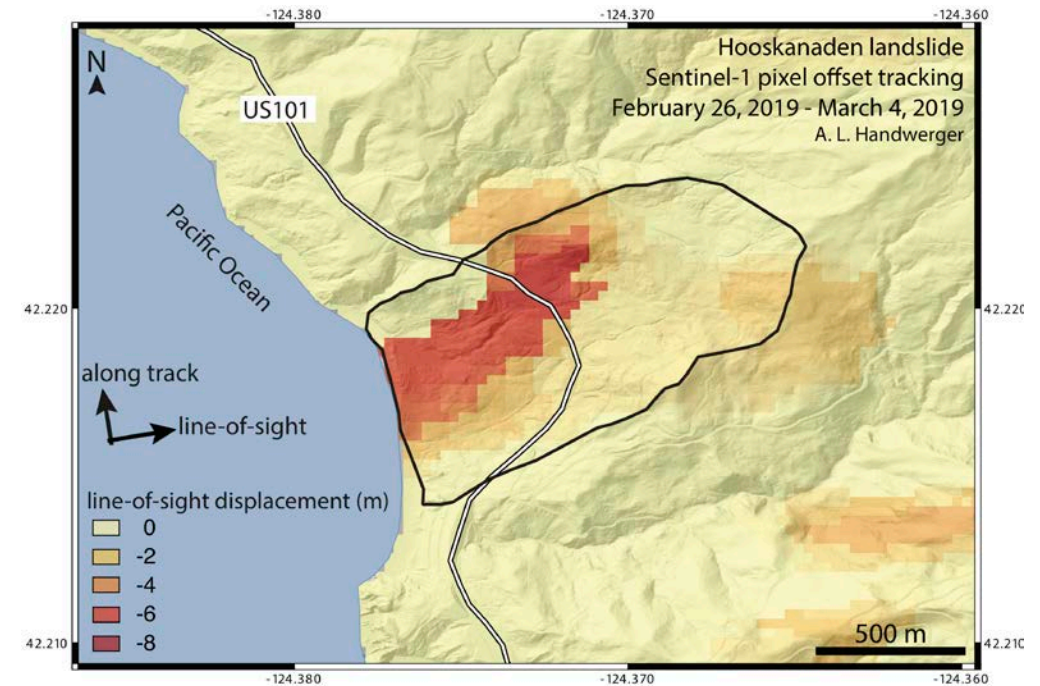 -124.380
-124.370
-124.360
Hooskanaden landslide
Sentinel-1 pixel offset tracking
February 26, 2019 - March 4, 2019
A. L. Handwerger
N
US101
Pacific Ocean
42.220
42.220
along track
line-of-sight
line-of-sight displacement (m)
0
-2
-4
-6
-8
500 m
42.210
42.210
-124.380
-124.370
-124.360